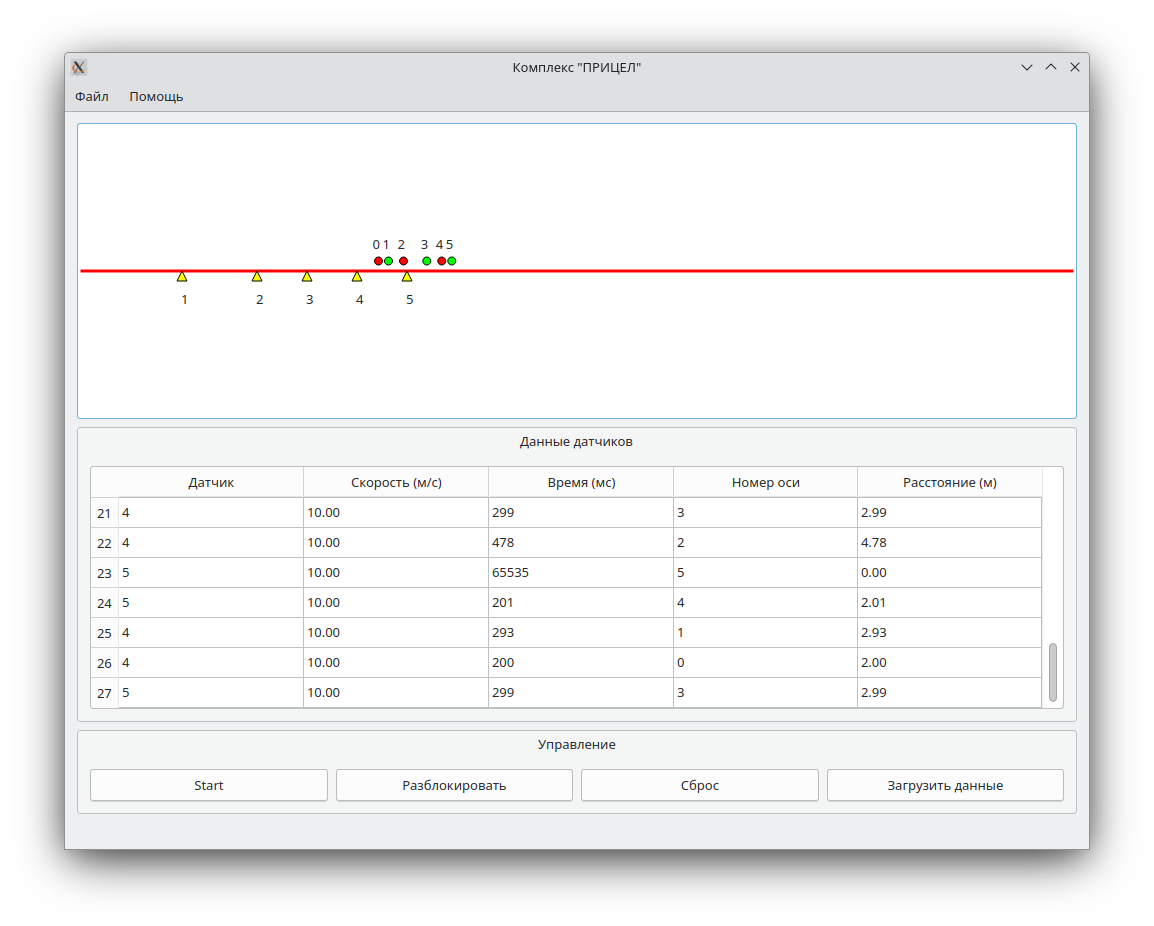 Комплекс "ПРИЦЕЛ"
Файл Помощь
0 1 2 3 4 5
1 2 3 4 5
Данные датчиков
Датчик Скорость (м/с) Время (мс) Номер оси Расстояние (м)
21 4 10.00 299 3 2.99
22 4 10.00 478 2 4.78
23 5 10.00 65535 5 0.00
24 5 10.00 201 4 2.01
25 4 10.00 293 1 2.93
26 4 10.00 200 0 2.00
27 5 10.00 299 3 2.99
Управление
Start Разблокировать Сброс Загрузить данные